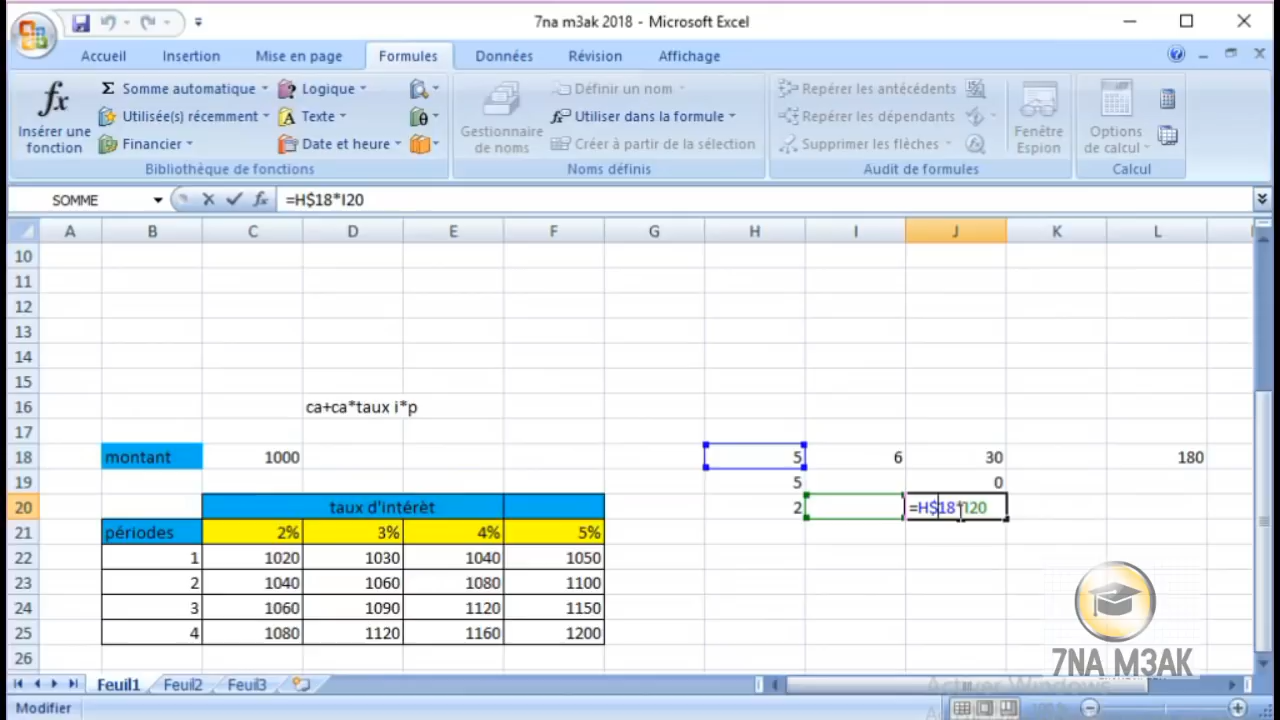 7na m3ak 2018 - Microsoft Excel
Accueil Insertion Mise en page Formules Données Révision Affichage
fx Insérer une fonction
Σ Somme automatique
Utilisée(s) récemment
Financier
Logique
Texte
Date et heure
Bibliothèque de fonctions
Gestionnaire de noms
Définir un nom
Utiliser dans la formule
Créer à partir de la sélection
Noms définis
Repérer les antécédents
Repérer les dépendants
Supprimer les flèches
Fenêtre Espion
Audit de formules
Options de calcul
Calcul
SOMME fx =H$18*I20
A B C D E F G H I J K L
10
11
12
13
14
15
16 ca+ca*taux i*p
17
18 montant 1000 5 6 30 180
19 5 0
20 taux d'intérèt 2 =H$18*I20
21 périodes 2% 3% 4% 5%
22 1 1020 1030 1040 1050
23 2 1040 1060 1080 1100
24 3 1060 1090 1120 1150
25 4 1080 1120 1160 1200
26
7NA M3AK
Feuil1 Feuil2 Feuil3
Activer Windows
Modifier